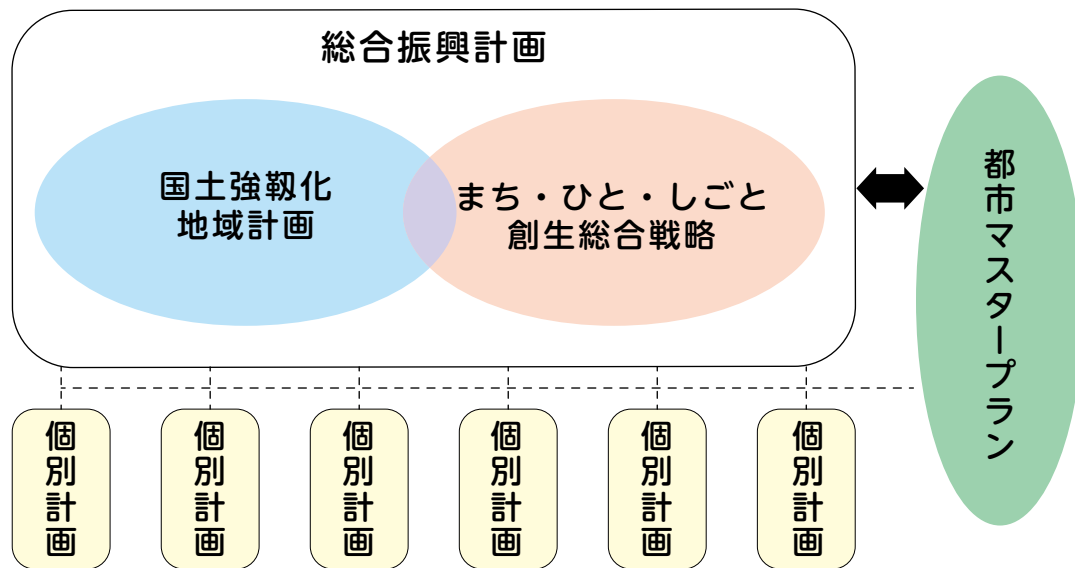 総合振興計画
国土強靱化
地域計画
まち・ひと・しごと
創生総合戦略
都市マスタープラン
個別計画
個別計画
個別計画
個別計画
個別計画
個別計画